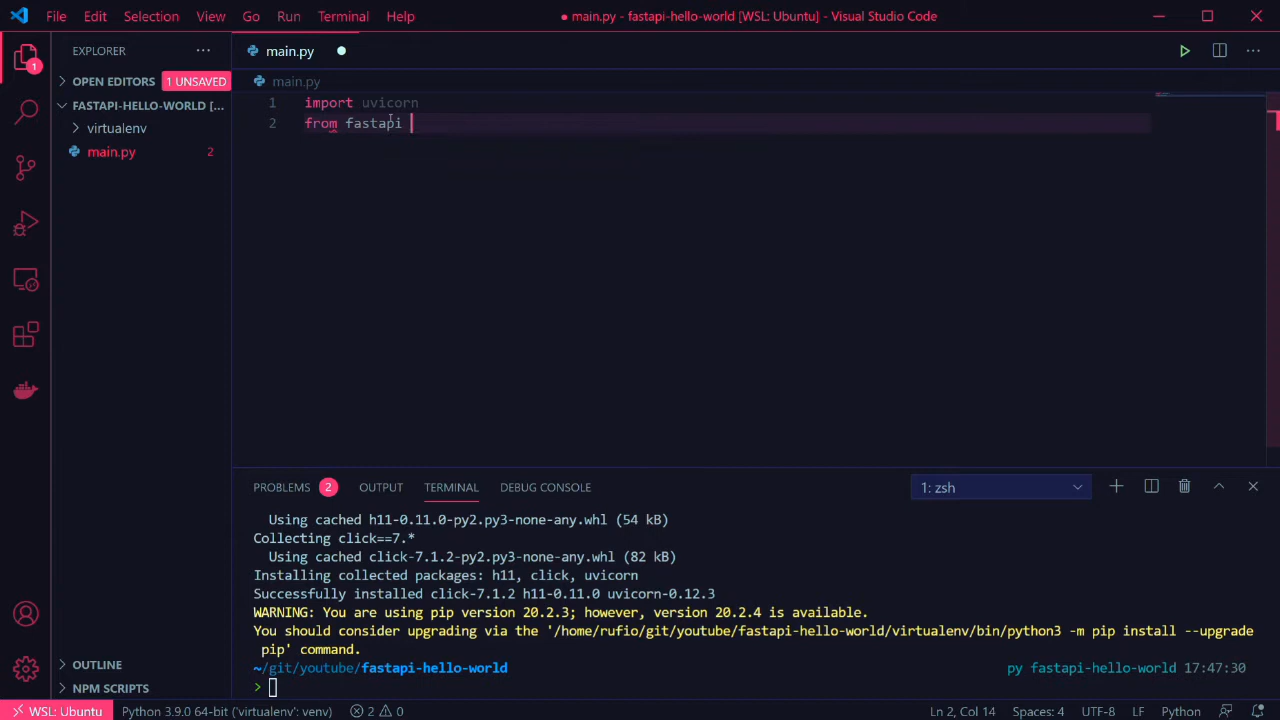 File Edit Selection View Go Run Terminal Help ● main.py - fastapi-hello-world [WSL: Ubuntu] - Visual Studio Code
EXPLORER ···
OPEN EDITORS 1 UNSAVED
FASTAPI-HELLO-WORLD [...
virtualenv
main.py 2
OUTLINE
NPM SCRIPTS
1
main.py
main.py
1 import uvicorn
2 from fastapi
PROBLEMS 2 OUTPUT TERMINAL DEBUG CONSOLE 1: zsh
Using cached h11-0.11.0-py2.py3-none-any.whl (54 kB)
Collecting click==7.*
Using cached click-7.1.2-py2.py3-none-any.whl (82 kB)
Installing collected packages: h11, click, uvicorn
Successfully installed click-7.1.2 h11-0.11.0 uvicorn-0.12.3
WARNING: You are using pip version 20.2.3; however, version 20.2.4 is available.
You should consider upgrading via the '/home/rufio/git/youtube/fastapi-hello-world/virtualenv/bin/python3 -m pip install --upgrade
pip' command.
~/git/youtube/fastapi-hello-world py fastapi-hello-world 17:47:30
>
WSL: Ubuntu Python 3.9.0 64-bit ('virtualenv': venv) 2 0 Ln 2, Col 14 Spaces: 4 UTF-8 LF Python